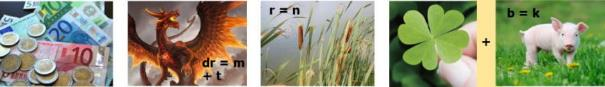 dr = m
+ t
r = n
+
b = k